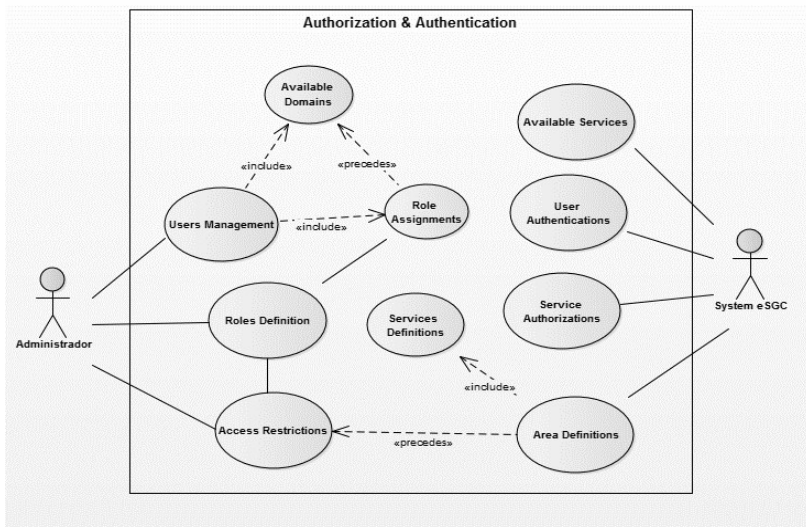 Authorization & Authentication
Available
Domains
Available Services
«include»
«precedes»
Users Management
Role
Assignments
User
Authentications
«include»
Administrador
System eSGC
Roles Definition
Services
Definitions
Service
Authorizations
«include»
Access Restrictions
«precedes»
Area Definitions